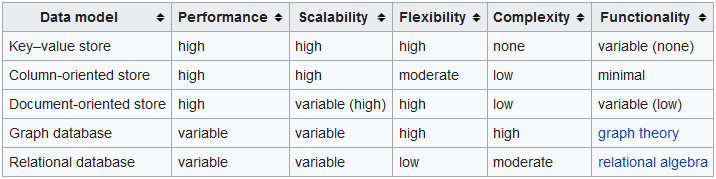 Data model Performance Scalability Flexibility Complexity Functionality
Key–value store high high high none variable (none)
Column-oriented store high high moderate low minimal
Document-oriented store high variable (high) high low variable (low)
Graph database variable variable high high graph theory
Relational database variable variable low moderate relational algebra